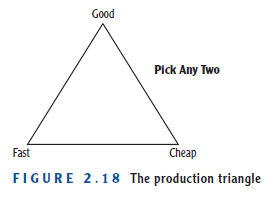 Good
Pick Any Two
Fast
Cheap
FIGURE 2.18 The production triangle